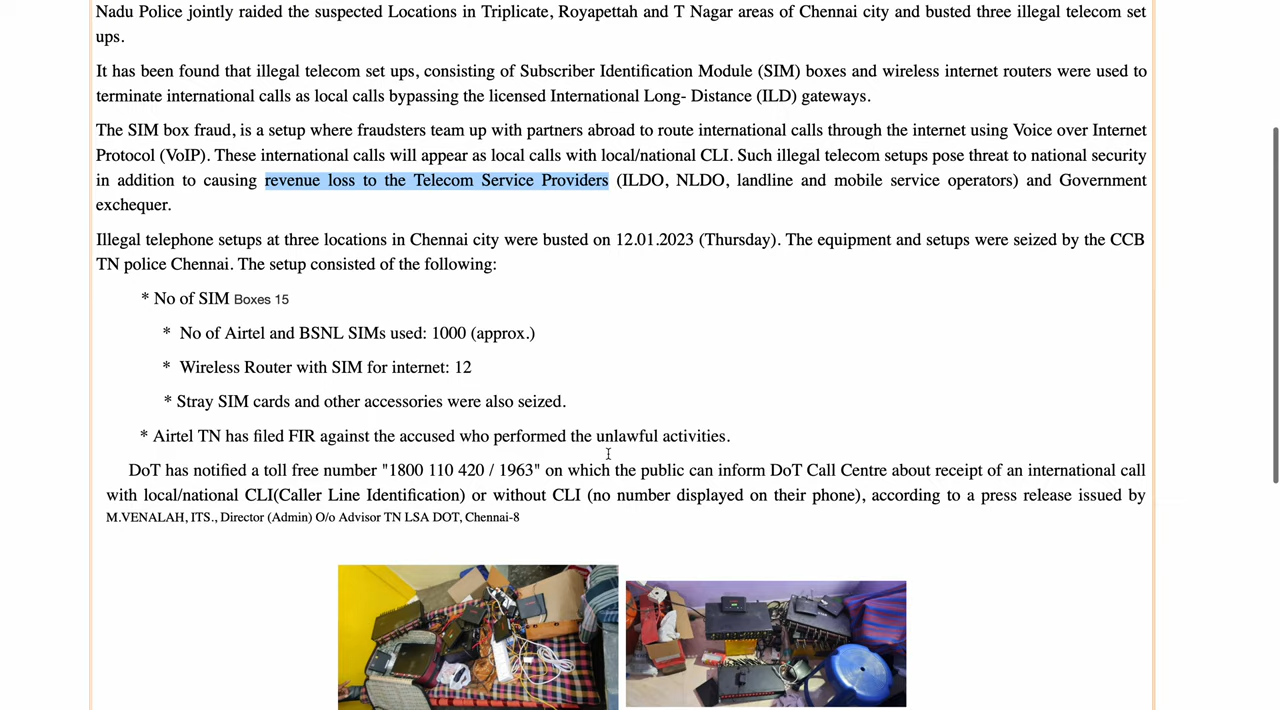 Nadu Police jointly raided the suspected Locations in Triplicate, Royapettah and T Nagar areas of Chennai city and busted three illegal telecom set
ups.
It has been found that illegal telecom set ups, consisting of Subscriber Identification Module (SIM) boxes and wireless internet routers were used to
terminate international calls as local calls bypassing the licensed International Long- Distance (ILD) gateways.
The SIM box fraud, is a setup where fraudsters team up with partners abroad to route international calls through the internet using Voice over Internet
Protocol (VoIP). These international calls will appear as local calls with local/national CLI. Such illegal telecom setups pose threat to national security
in addition to causing revenue loss to the Telecom Service Providers (ILDO, NLDO, landline and mobile service operators) and Government
exchequer.
Illegal telephone setups at three locations in Chennai city were busted on 12.01.2023 (Thursday). The equipment and setups were seized by the CCB
TN police Chennai. The setup consisted of the following:
* No of SIM Boxes 15
* No of Airtel and BSNL SIMs used: 1000 (approx.)
* Wireless Router with SIM for internet: 12
* Stray SIM cards and other accessories were also seized.
* Airtel TN has filed FIR against the accused who performed the unlawful activities.
DoT has notified a toll free number "1800 110 420 / 1963" on which the public can inform DoT Call Centre about receipt of an international call
with local/national CLI(Caller Line Identification) or without CLI (no number displayed on their phone), according to a press release issued by
M.VENALAH, ITS., Director (Admin) O/o Advisor TN LSA DOT, Chennai-8